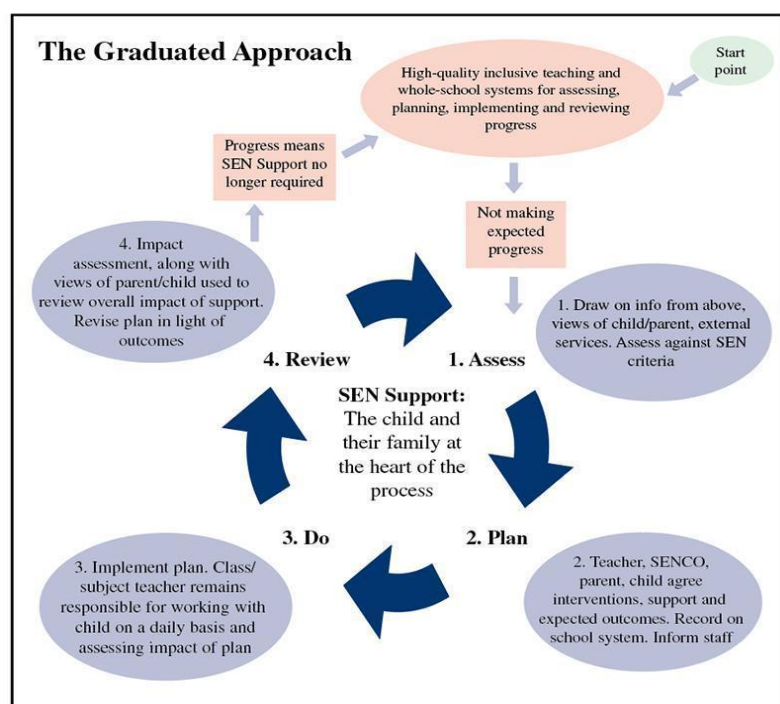 The Graduated Approach
Start
point
High-quality inclusive teaching and
whole-school systems for assessing,
planning, implementing and reviewing
progress
Progress means
SEN Support no
longer required
Not making
expected
progress
4. Impact
assessment, along with
views of parent/child used to
review overall impact of support.
Revise plan in light of
outcomes
1. Draw on info from above,
views of child/parent, external
services. Assess against SEN
criteria
4. Review
1. Assess
SEN Support:
The child and
their family at
the heart of the
process
3. Do
2. Plan
3. Implement plan. Class/
subject teacher remains
responsible for working with
child on a daily basis and
assessing impact of plan
2. Teacher, SENCO,
parent, child agree
interventions, support and
expected outcomes. Record on
school system. Inform staff